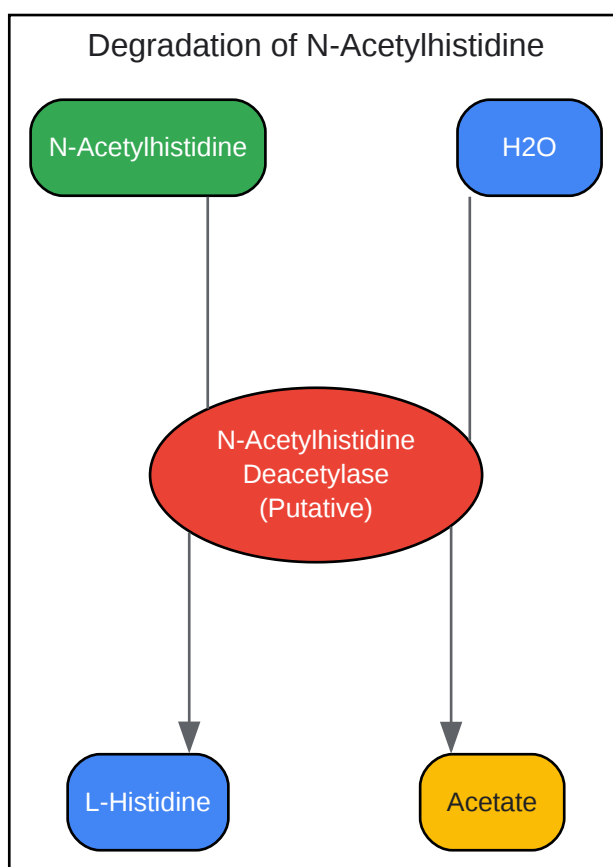 Degradation of N-Acetylhistidine
N-Acetylhistidine
H2O
N-Acetylhistidine
Deacetylase
(Putative)
L-Histidine
Acetate